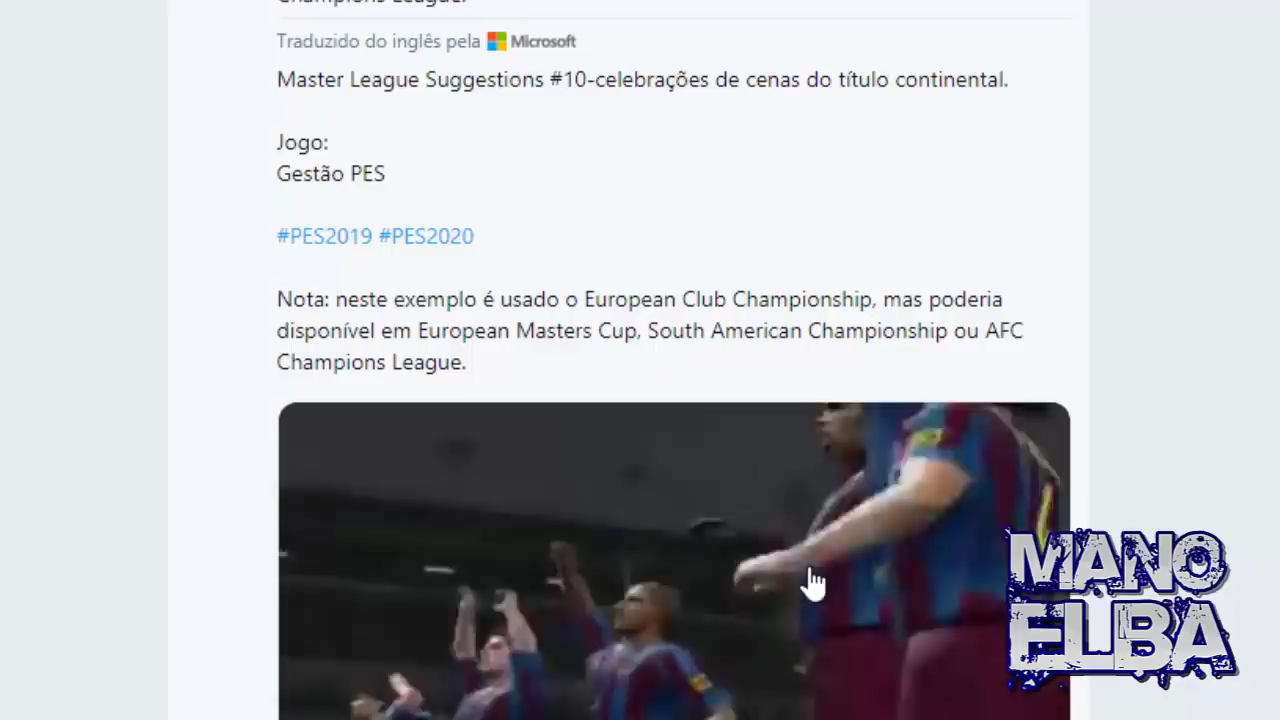 Champions League.
Traduzido do inglês pela Microsoft
Master League Suggestions #10-celebrações de cenas do título continental.
Jogo:
Gestão PES
#PES2019 #PES2020
Nota: neste exemplo é usado o European Club Championship, mas poderia
disponível em European Masters Cup, South American Championship ou AFC
Champions League.
MANO
ELBA